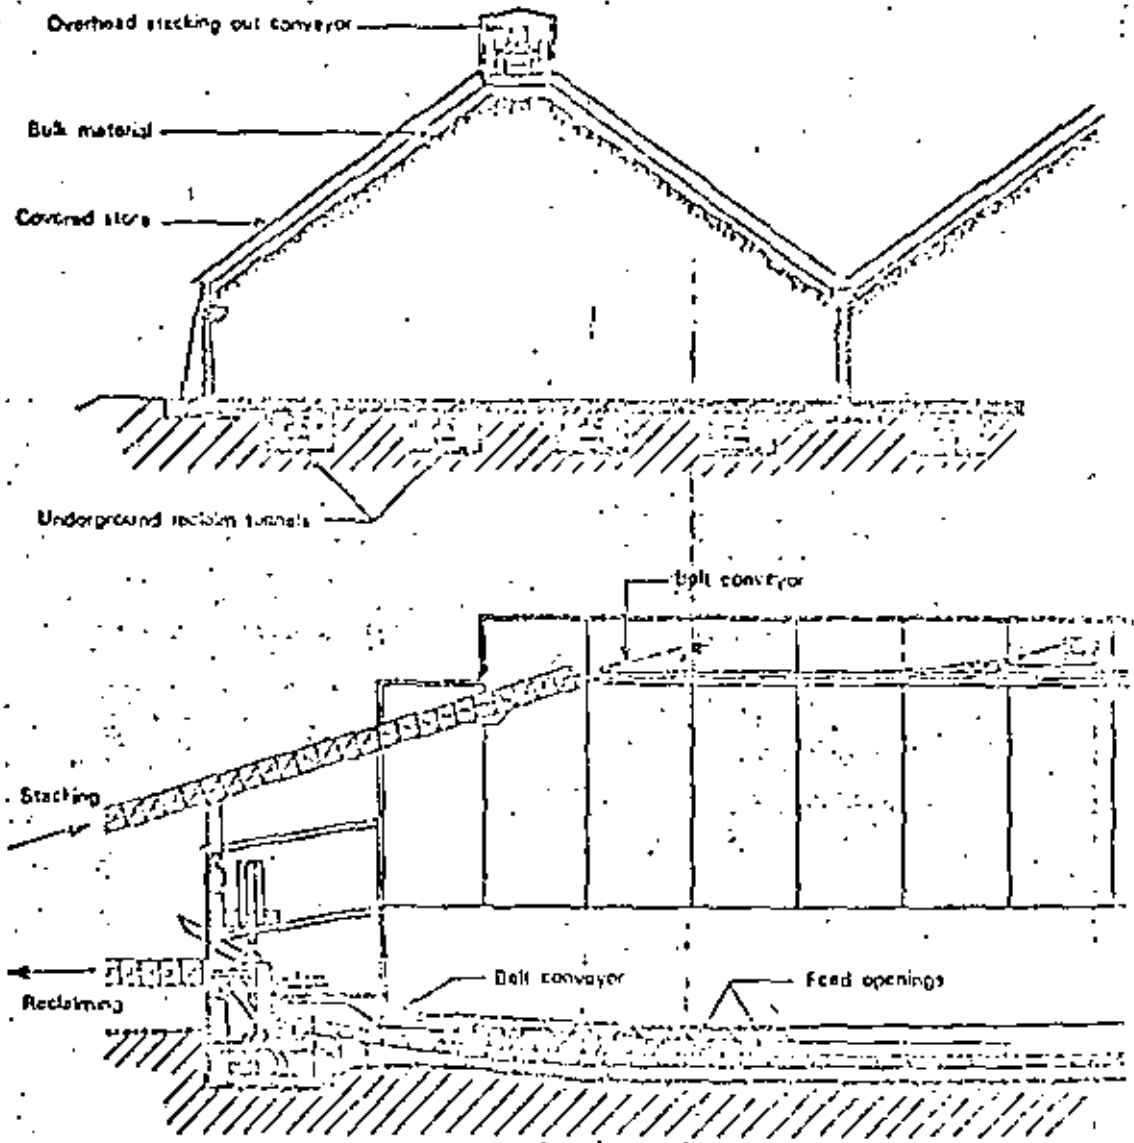 Overhead stacking out conveyor
Bulk material
Covered store
Underground reclaim tunnels
Belt conveyor
Stacking
Reclaiming
Belt conveyor
Feed openings